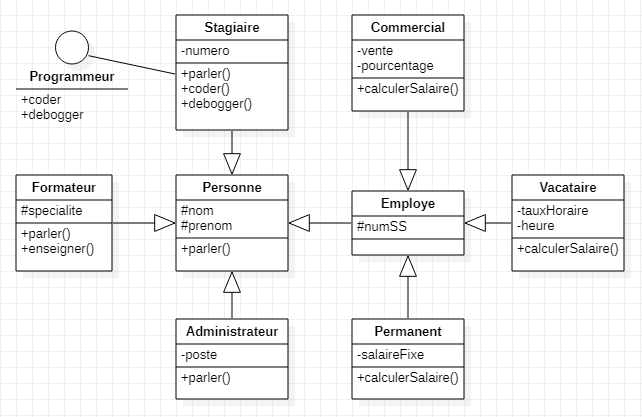 Stagiaire
-numero
+parler()
+coder()
+debogger()
Commercial
-vente
-pourcentage
+calculerSalaire()
Programmeur
+coder
+debogger
Formateur
#specialite
+parler()
+enseigner()
Personne
#nom
#prenom
+parler()
Employe
#numSS
Vacataire
-tauxHoraire
-heure
+calculerSalaire()
Administrateur
-poste
+parler()
Permanent
-salaireFixe
+calculerSalaire()